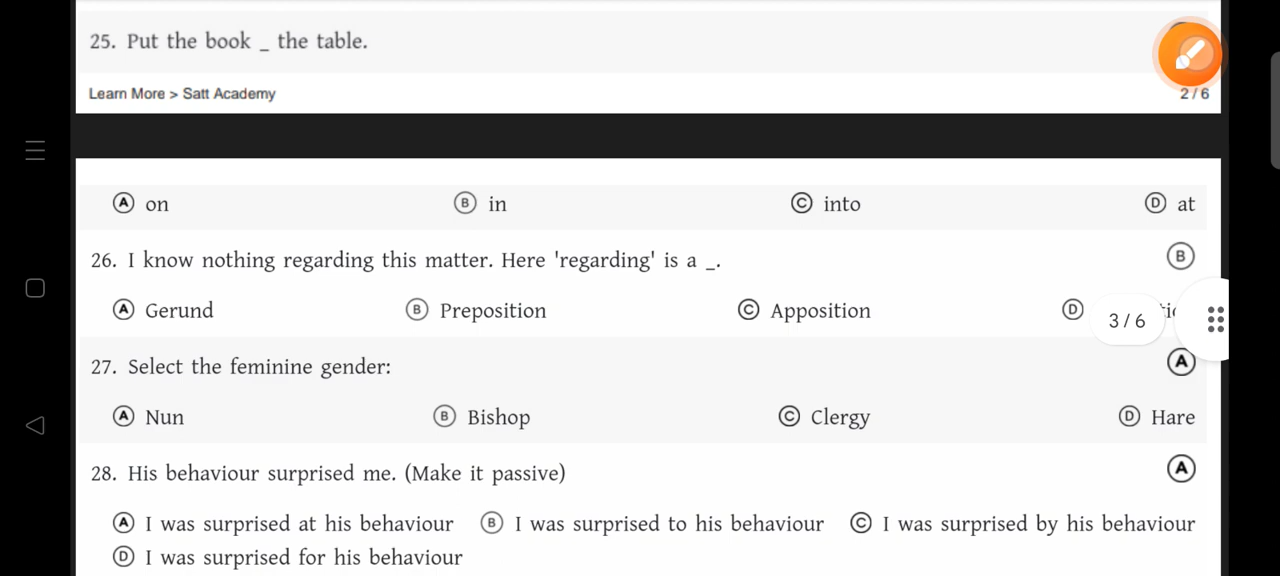 25. Put the book _ the table.
Learn More > Satt Academy 2/6
A on B in C into D at
26. I know nothing regarding this matter. Here 'regarding' is a _. B
A Gerund B Preposition C Apposition D
3/6
27. Select the feminine gender: A
A Nun B Bishop C Clergy D Hare
28. His behaviour surprised me. (Make it passive) A
A I was surprised at his behaviour B I was surprised to his behaviour C I was surprised by his behaviour
D I was surprised for his behaviour